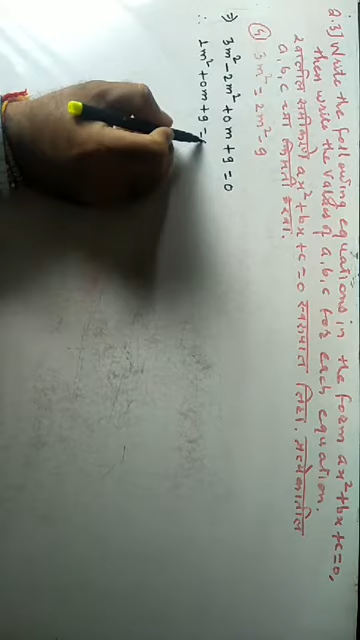 Q.3] Write the following equations in the form ax²+bx+c=0,
then write the values of a, b, c for each equation.
खालील समीकरणे ax²+bx+c=0 स्वरूपात लिहा. प्रत्येकातील
a, b, c च्या किंमती ठरवा.
3m² = 2m² - 9
⇒ 3m² - 2m² + 0m + 9 = 0
∴ 1m² + 0m + 9 =